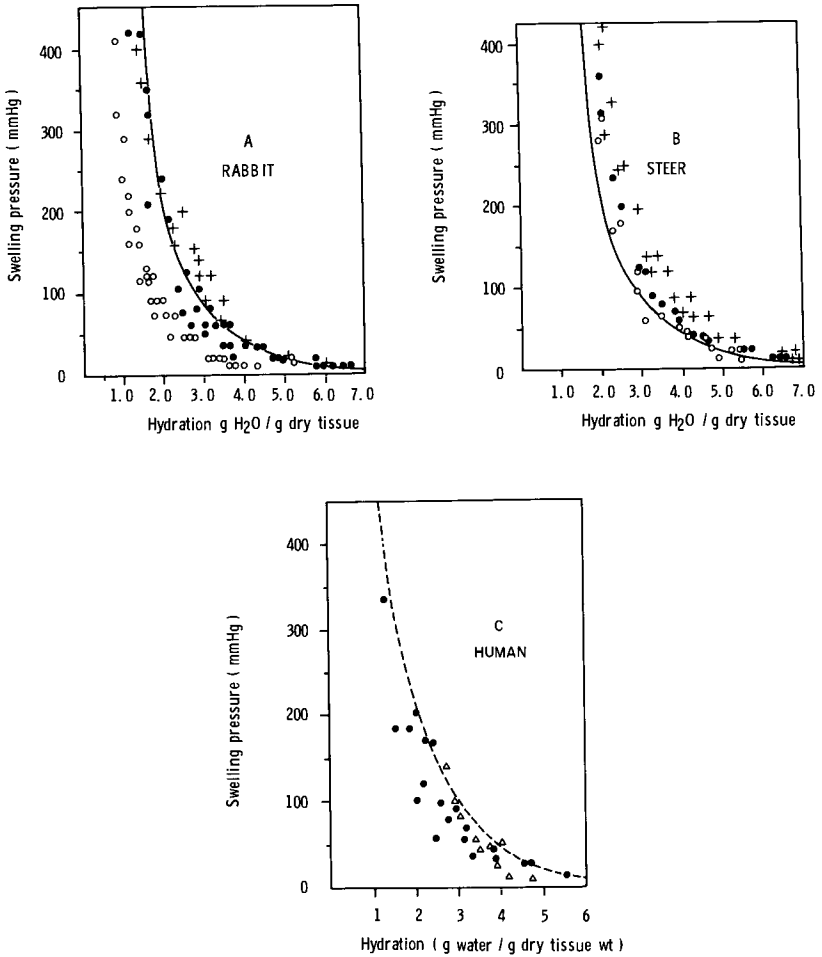 Swelling pressure ( mmHg)
400
300
200
100
0
A
RABBIT
1.0 2.0 3.0 4.0 5.0 6.0 7.0
Hydration g H2O / g dry tissue
Swelling pressure ( mmHg)
400
300
200
100
0
B
STEER
1.0 2.0 3.0 4.0 5.0 6.0 7.0
Hydration g H2O / g dry tissue
Swelling pressure ( mmHg)
400
300
200
100
0
C
HUMAN
1 2 3 4 5 6
Hydration ( g water / g dry tissue wt )